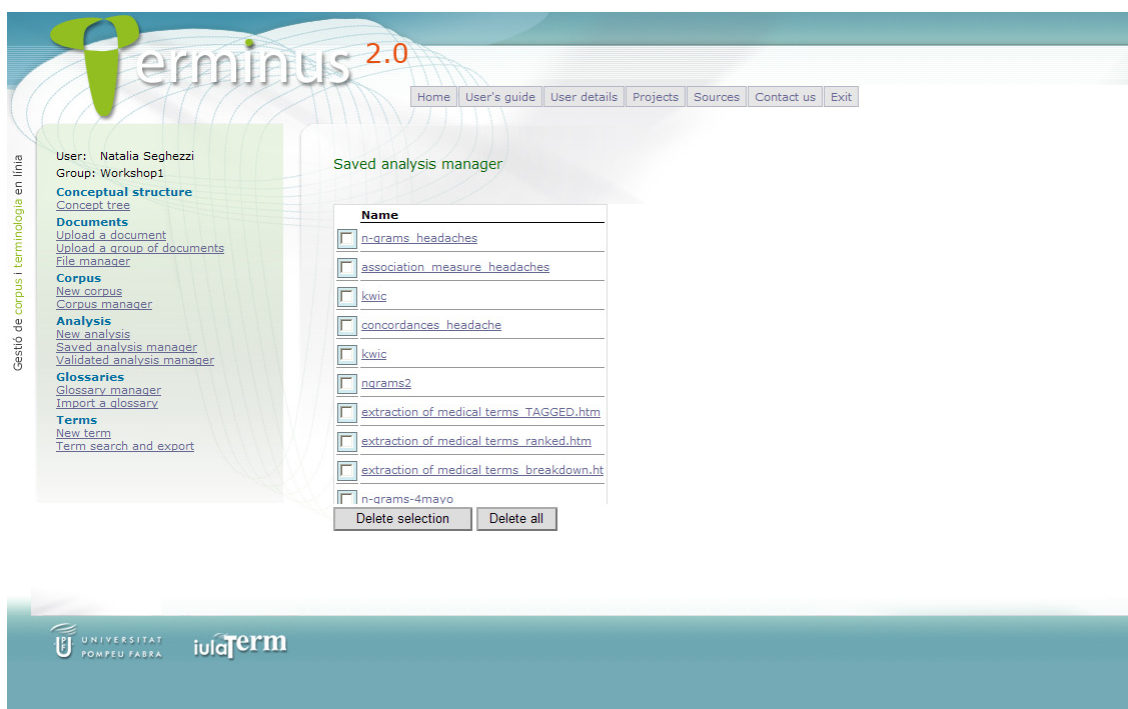 Terminus 2.0
Home User's guide User details Projects Sources Contact us Exit
Gestió de corpus i terminologia en línia
User: Natalia Seghezzi
Group: Workshop1
Conceptual structure
Concept tree
Documents
Upload a document
Upload a group of documents
File manager
Corpus
New corpus
Corpus manager
Analysis
New analysis
Saved analysis manager
Validated analysis manager
Glossaries
Glossary manager
Import a glossary
Terms
New term
Term search and export
Saved analysis manager
Name
n-grams_headaches
association_measure_headaches
kwic
concordances_headache
kwic
ngrams2
extraction of medical terms_TAGGED.htm
extraction of medical terms_ranked.htm
extraction of medical terms_breakdown.ht
n-grams-4mayo
Delete selection Delete all
UPF
UNIVERSITAT
POMPEU FABRA
iulaTerm